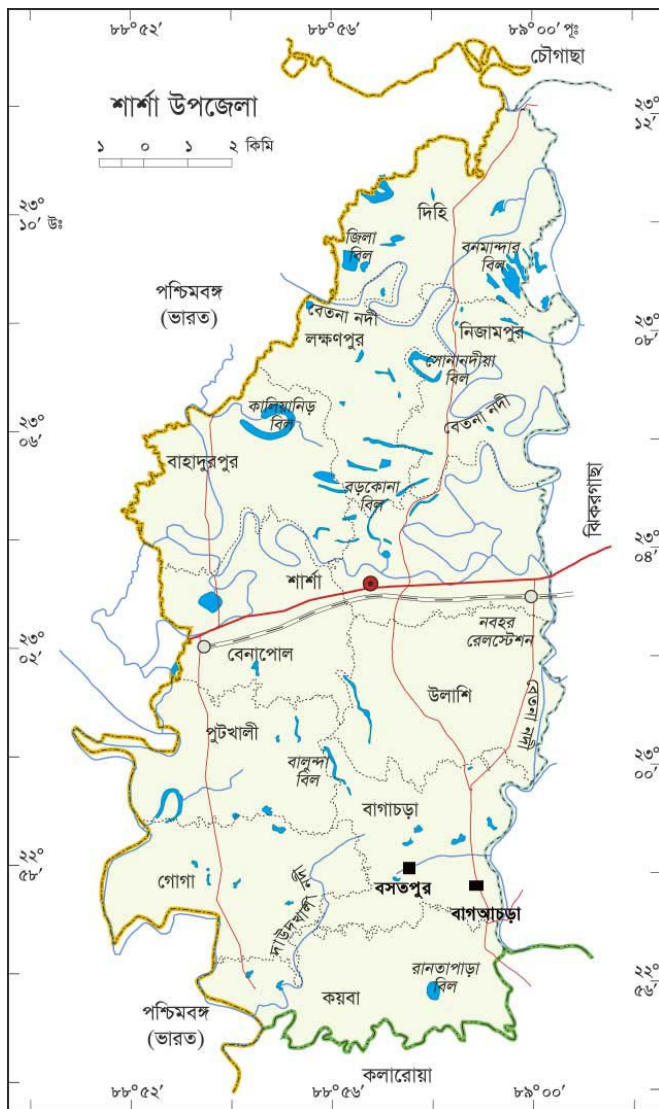 ৮৮°৫২′
৮৮°৫৬′
৮৯°০০′ পূঃ
চৌগাছা
শার্শা উপজেলা
১ ০ ১ ২ কিমি
২৩°
১২′
২৩°
১০′ উঃ
দিহি
জিলা
বিল
বনমান্দার
বিল
পশ্চিমবঙ্গ
(ভারত)
বেতনা নদী
লক্ষণপুর
নিজামপুর
২৩°
০৮′
সোনানদীয়া
বিল
কালিয়ানিড়
বিল
বেতনা নদী
২৩°
০৬′
বাহাদুরপুর
বড়কোনা
বিল
ঝিকরগাছা
২৩°
০৪′
শার্শা
নবহর
রেলস্টেশন
২৩°
০২′
বেনাপোল
উলাশি
বেতনা নদী
পুটখালী
বালুন্দা
বিল
২৩°
০০′
বাগাচড়া
২২°
৫৮′
গোগা
বসতপুর
বাগআচড়া
দাউদখালী নদী
রানতাপাড়া
বিল
২২°
৫৬′
কয়বা
পশ্চিমবঙ্গ
(ভারত)
কলারোয়া
৮৮°৫২′
৮৮°৫৬′
৮৯°০০′